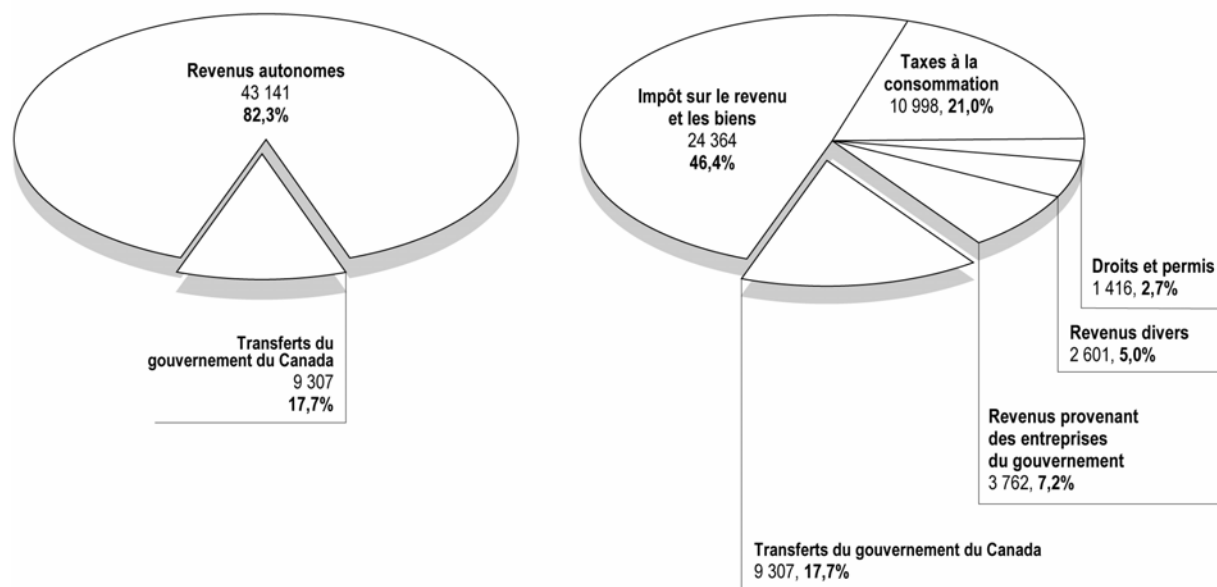 Revenus autonomes
43 141
82,3%
Transferts du
gouvernement du Canada
9 307
17,7%
Impôt sur le revenu
et les biens
24 364
46,4%
Taxes à la
consommation
10 998, 21,0%
Droits et permis
1 416, 2,7%
Revenus divers
2 601, 5,0%
Revenus provenant
des entreprises
du gouvernement
3 762, 7,2%
Transferts du gouvernement du Canada
9 307, 17,7%